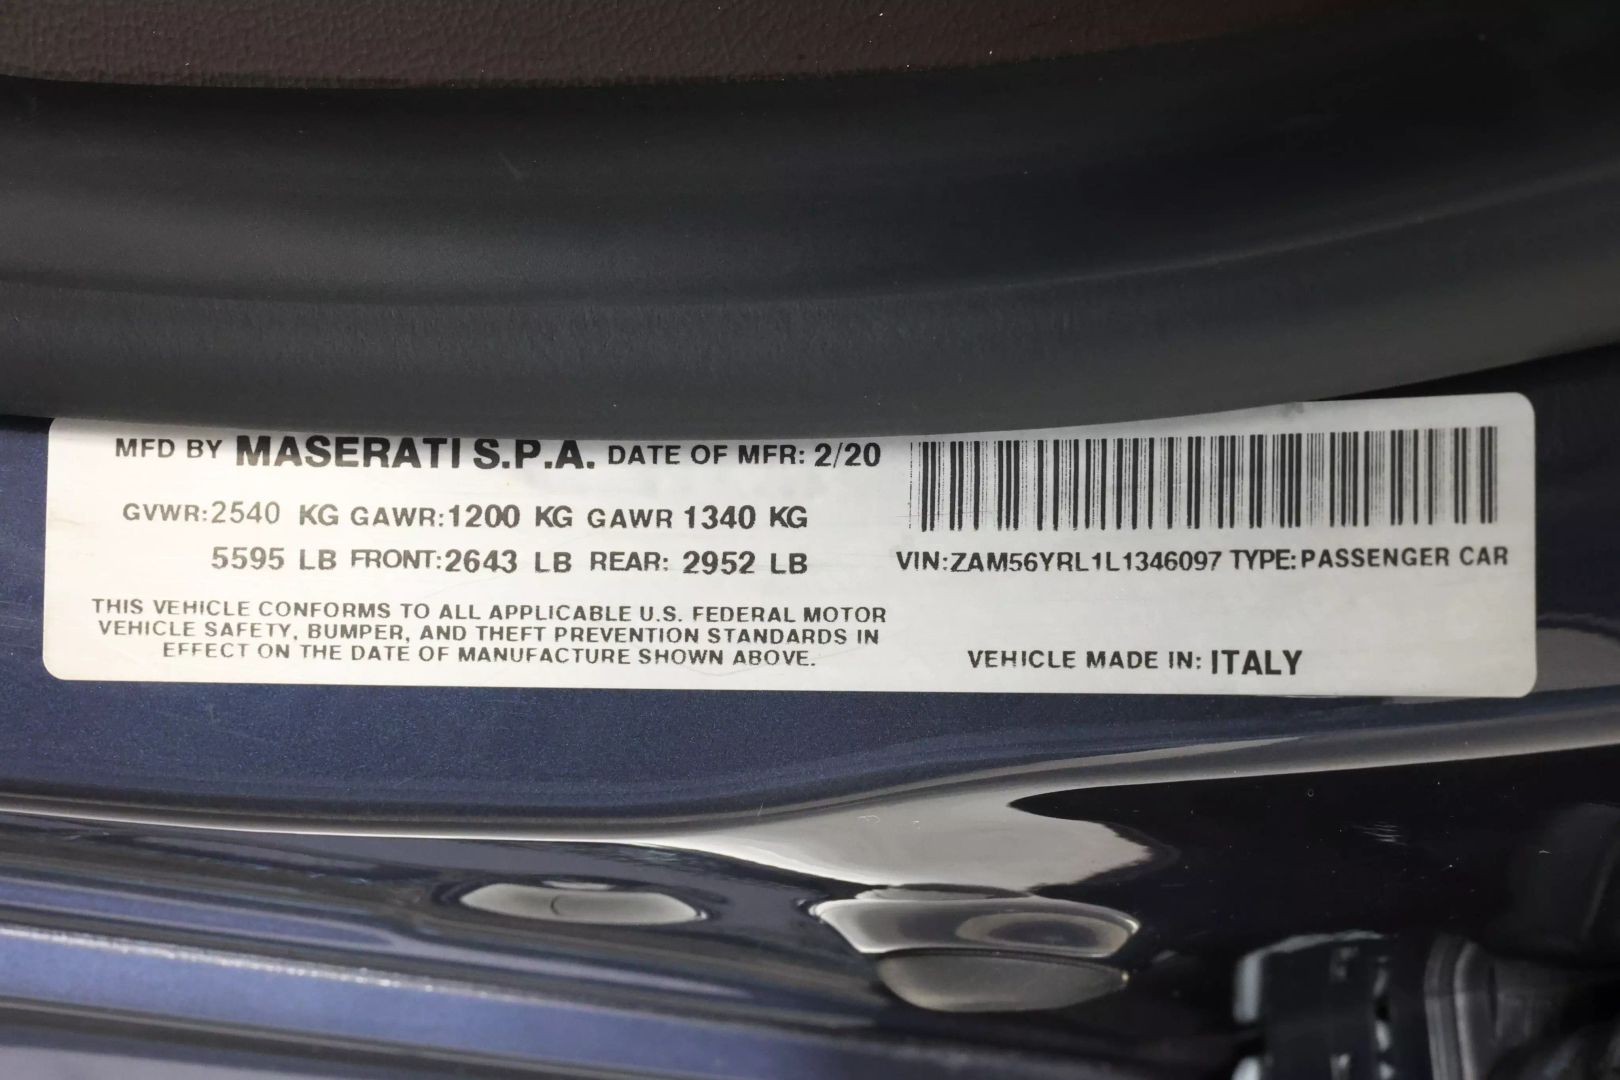 MFD BY MASERATI S.P.A. DATE OF MFR: 2/20
GVWR:2540 KG GAWR:1200 KG GAWR 1340 KG
5595 LB FRONT:2643 LB REAR: 2952 LB
THIS VEHICLE CONFORMS TO ALL APPLICABLE U.S. FEDERAL MOTOR
VEHICLE SAFETY, BUMPER, AND THEFT PREVENTION STANDARDS IN
EFFECT ON THE DATE OF MANUFACTURE SHOWN ABOVE.
VIN:ZAM56YRL1L1346097 TYPE:PASSENGER CAR
VEHICLE MADE IN: ITALY